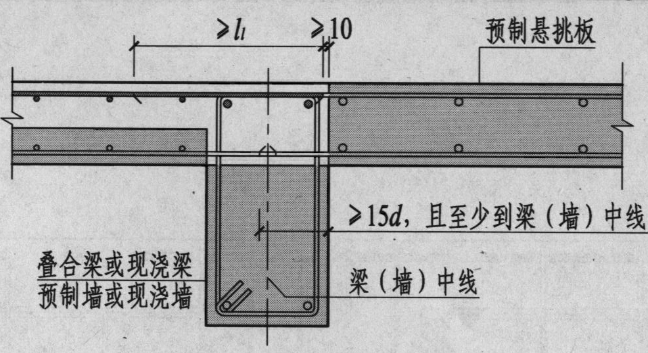 ≥lₗ
≥10
预制悬挑板
≥15d，且至少到梁（墙）中线
叠合梁或现浇梁
预制墙或现浇墙
梁（墙）中线